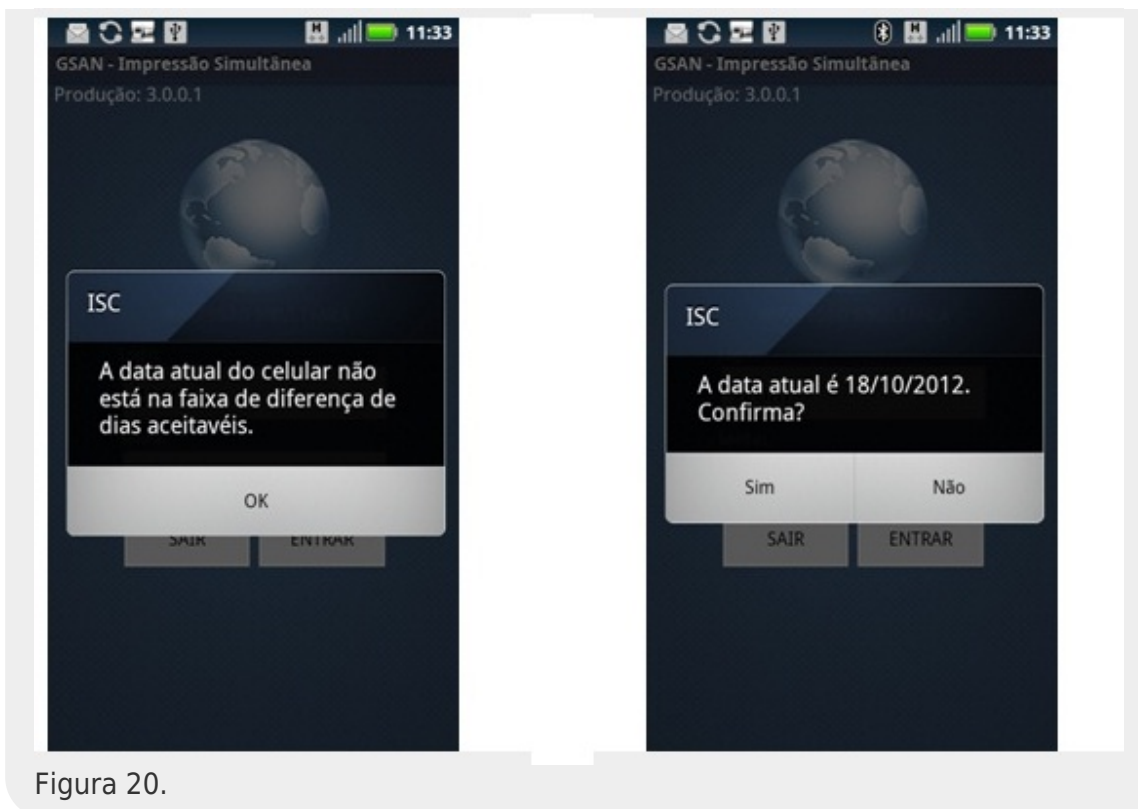 11:33
GSAN - Impressão Simultânea
Produção: 3.0.0.1
ISC
A data atual do celular não
está na faixa de diferença de
dias aceitavéis.
OK
SAIR ENTRAR
11:33
GSAN - Impressão Simultânea
Produção: 3.0.0.1
ISC
A data atual é 18/10/2012.
Confirma?
Sim Não
SAIR ENTRAR
Figura 20.